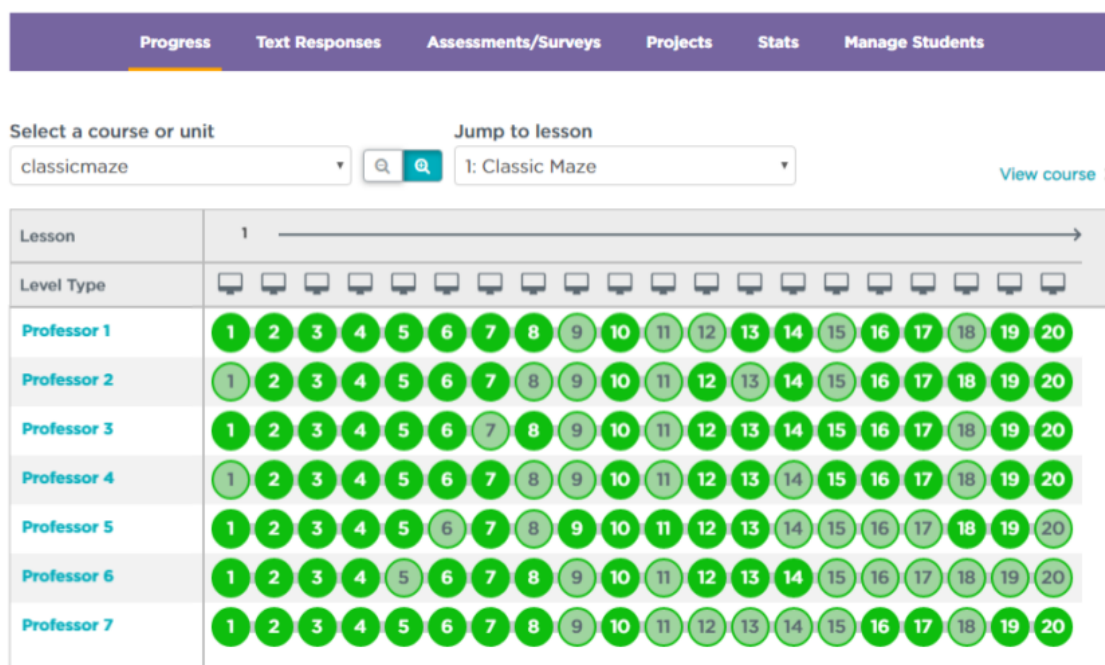 Progress Text Responses Assessments/Surveys Projects Stats Manage Students
Select a course or unit Jump to lesson
classicmaze 1: Classic Maze
View course
Lesson 1
Level Type
Professor 1 1 2 3 4 5 6 7 8 9 10 11 12 13 14 15 16 17 18 19 20
Professor 2 1 2 3 4 5 6 7 8 9 10 11 12 13 14 15 16 17 18 19 20
Professor 3 1 2 3 4 5 6 7 8 9 10 11 12 13 14 15 16 17 18 19 20
Professor 4 1 2 3 4 5 6 7 8 9 10 11 12 13 14 15 16 17 18 19 20
Professor 5 1 2 3 4 5 6 7 8 9 10 11 12 13 14 15 16 17 18 19 20
Professor 6 1 2 3 4 5 6 7 8 9 10 11 12 13 14 15 16 17 18 19 20
Professor 7 1 2 3 4 5 6 7 8 9 10 11 12 13 14 15 16 17 18 19 20